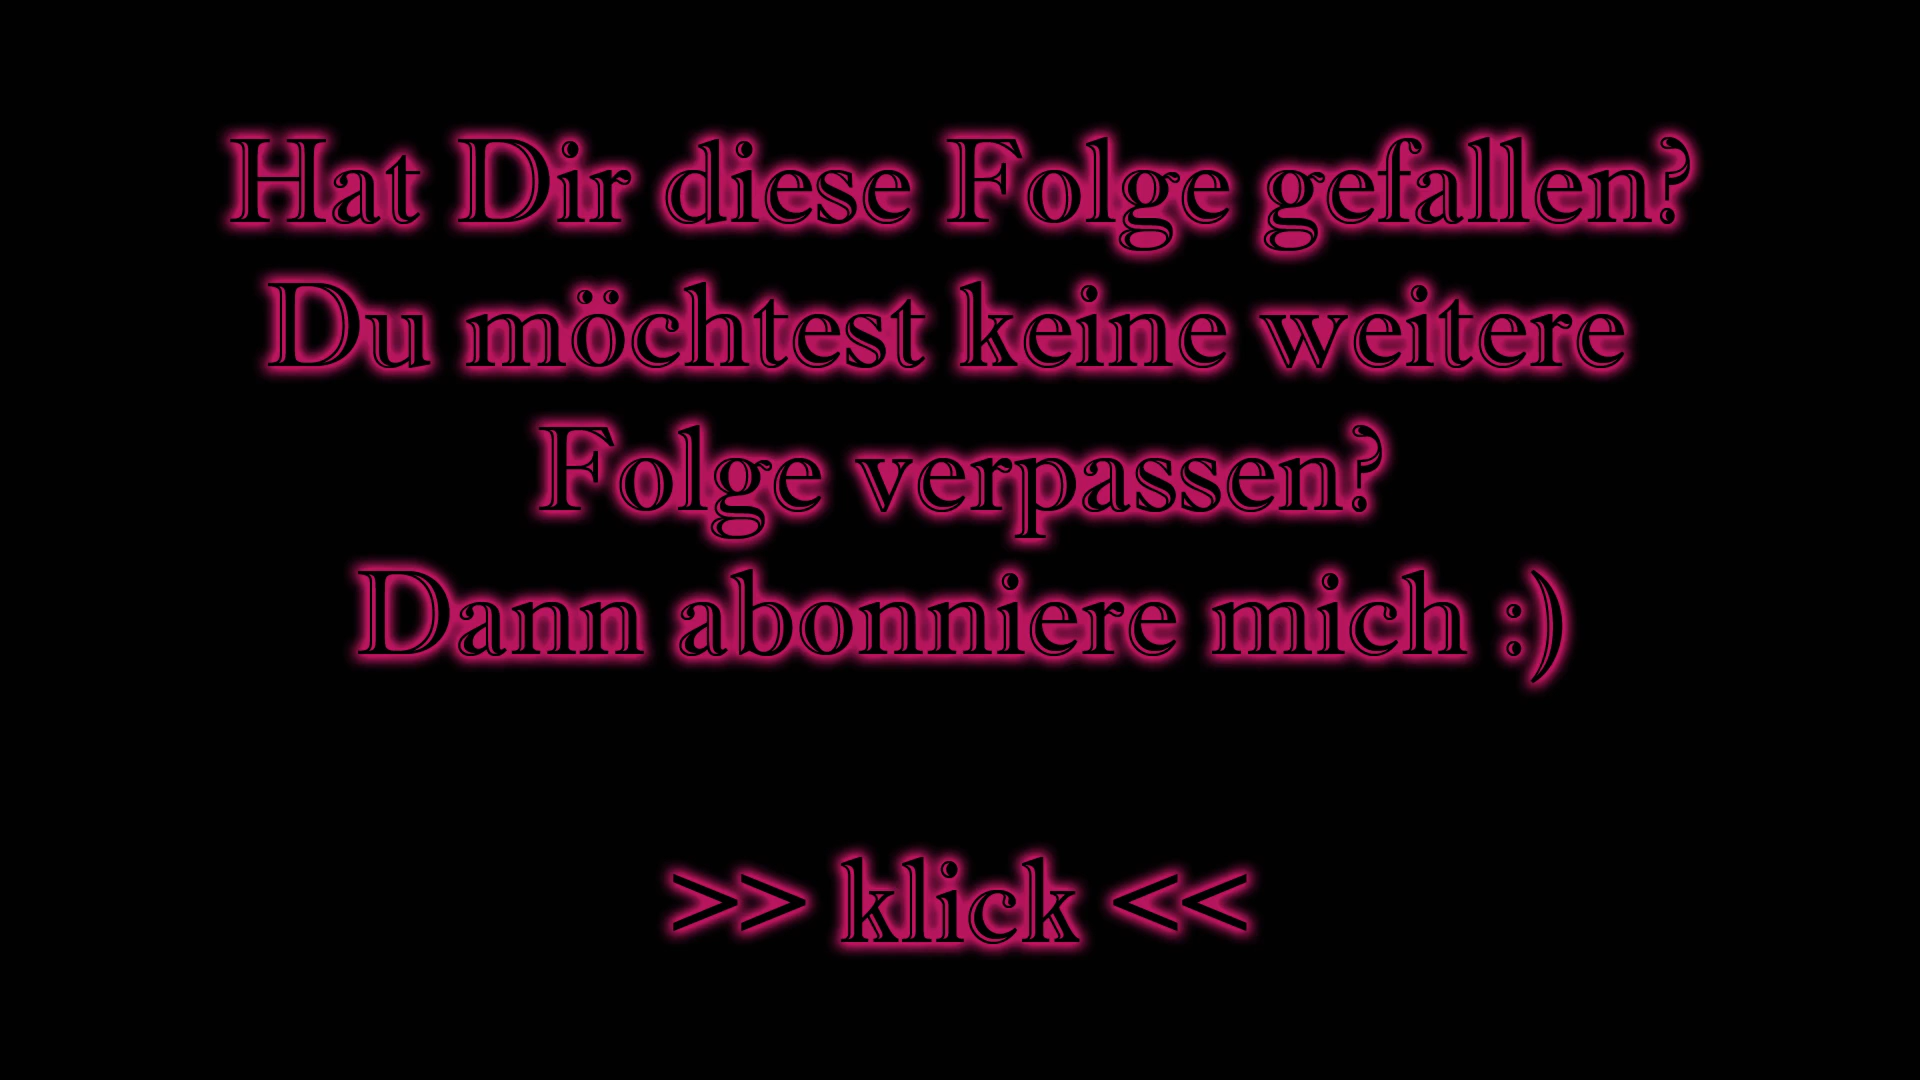 Hat Dir diese Folge gefallen?
Du möchtest keine weitere
Folge verpassen?
Dann abonniere mich :)
>> klick <<